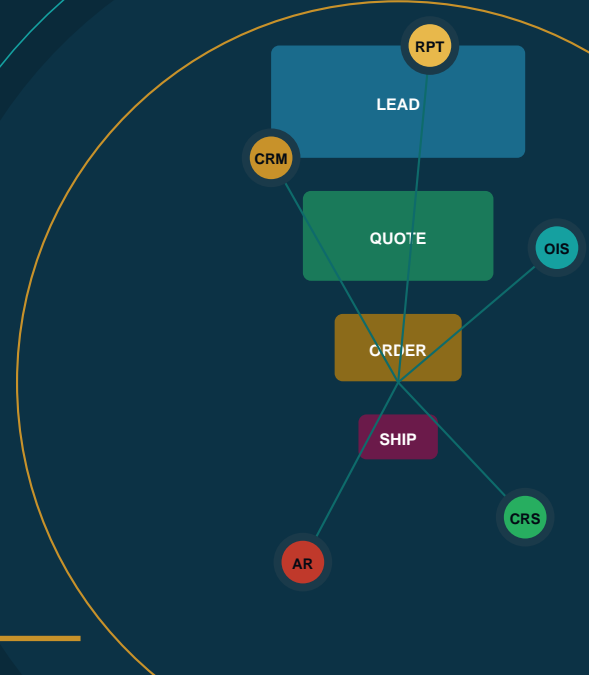 RPT
LEAD
CRM
QUOTE
OIS
ORDER
SHIP
CRS
AR